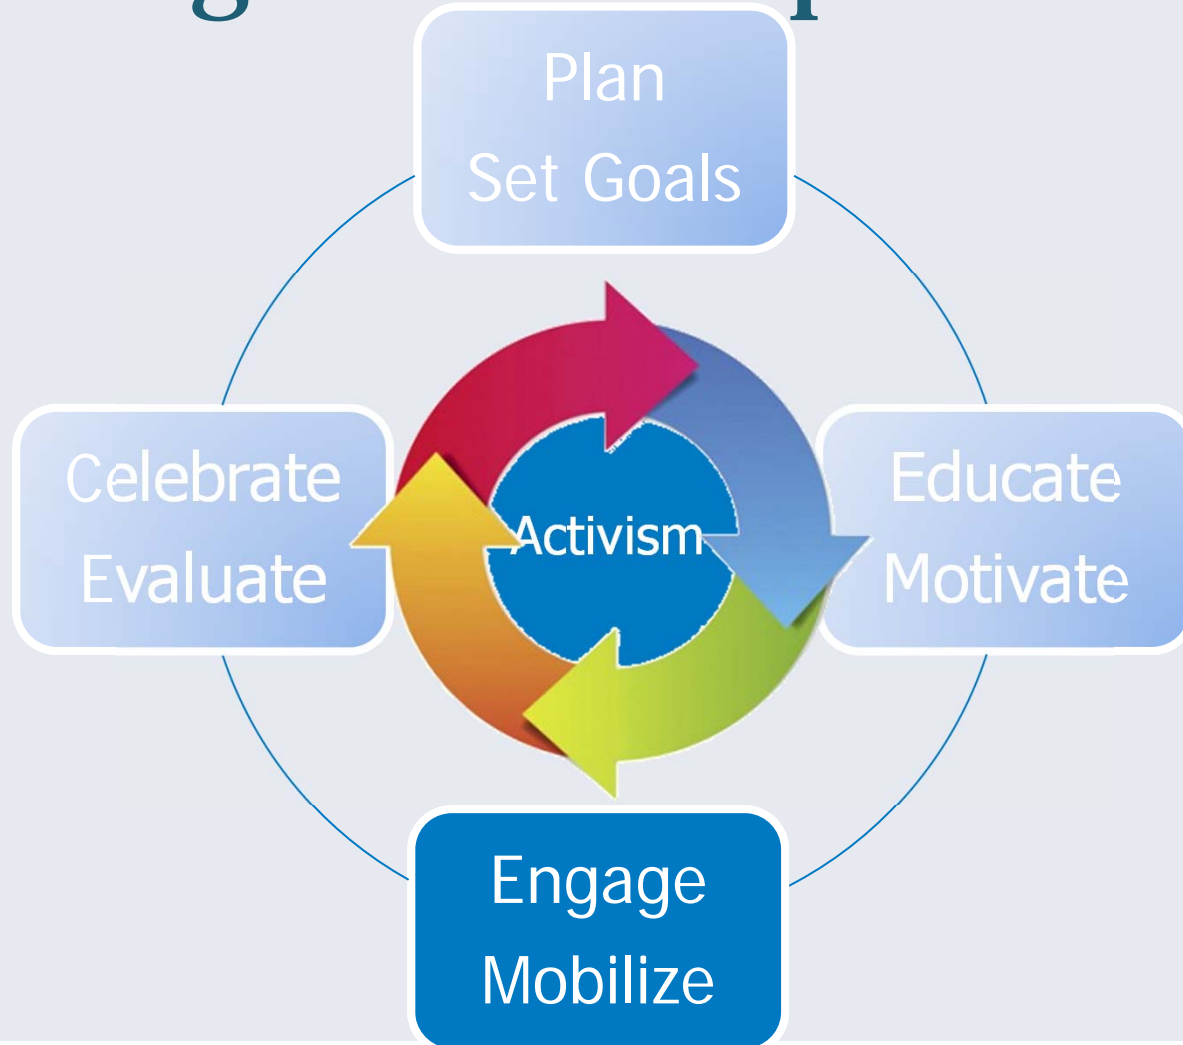 Plan
Set Goals
Celebrate
Evaluate
Activism
Educate
Motivate
Engage
Mobilize